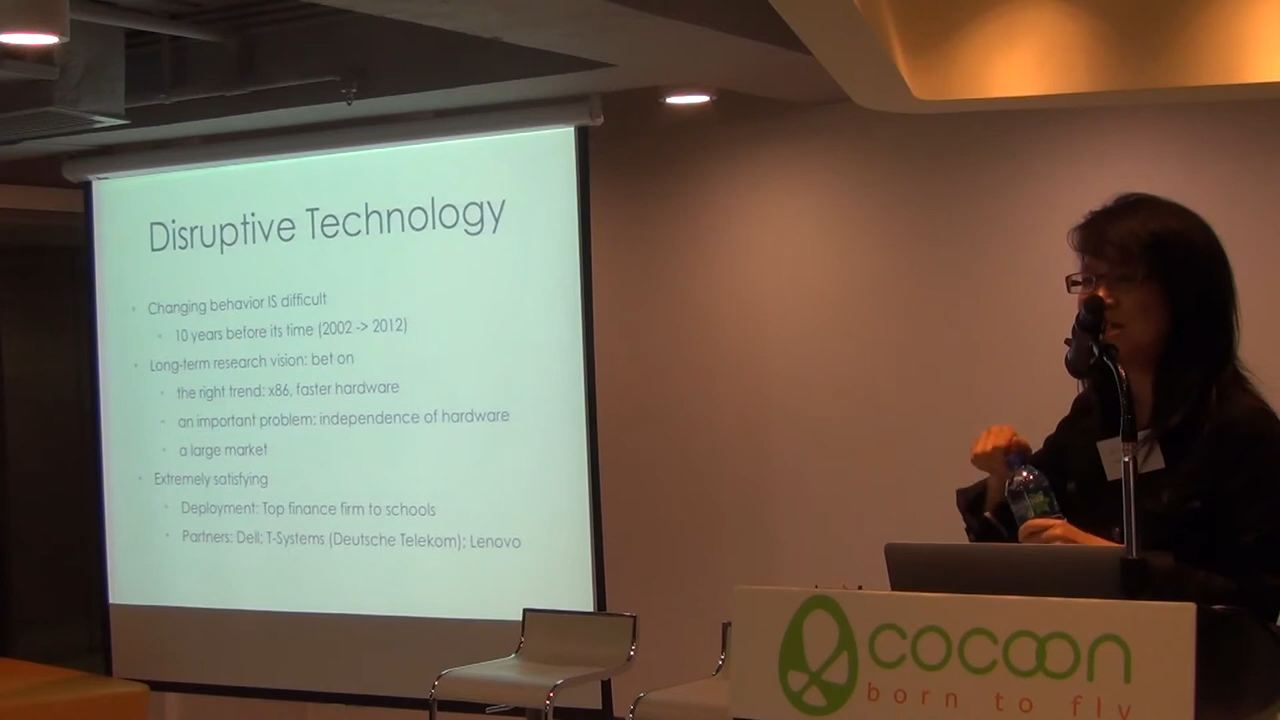 Disruptive Technology
Changing behavior IS difficult
10 years before its time (2002 -> 2012)
Long-term research vision: bet on
the right trend: x86, faster hardware
an important problem: independence of hardware
a large market
Extremely satisfying
Deployment: Top finance firm to schools
Partners: Dell; T-Systems (Deutsche Telekom); Lenovo
cocoon
born to fly